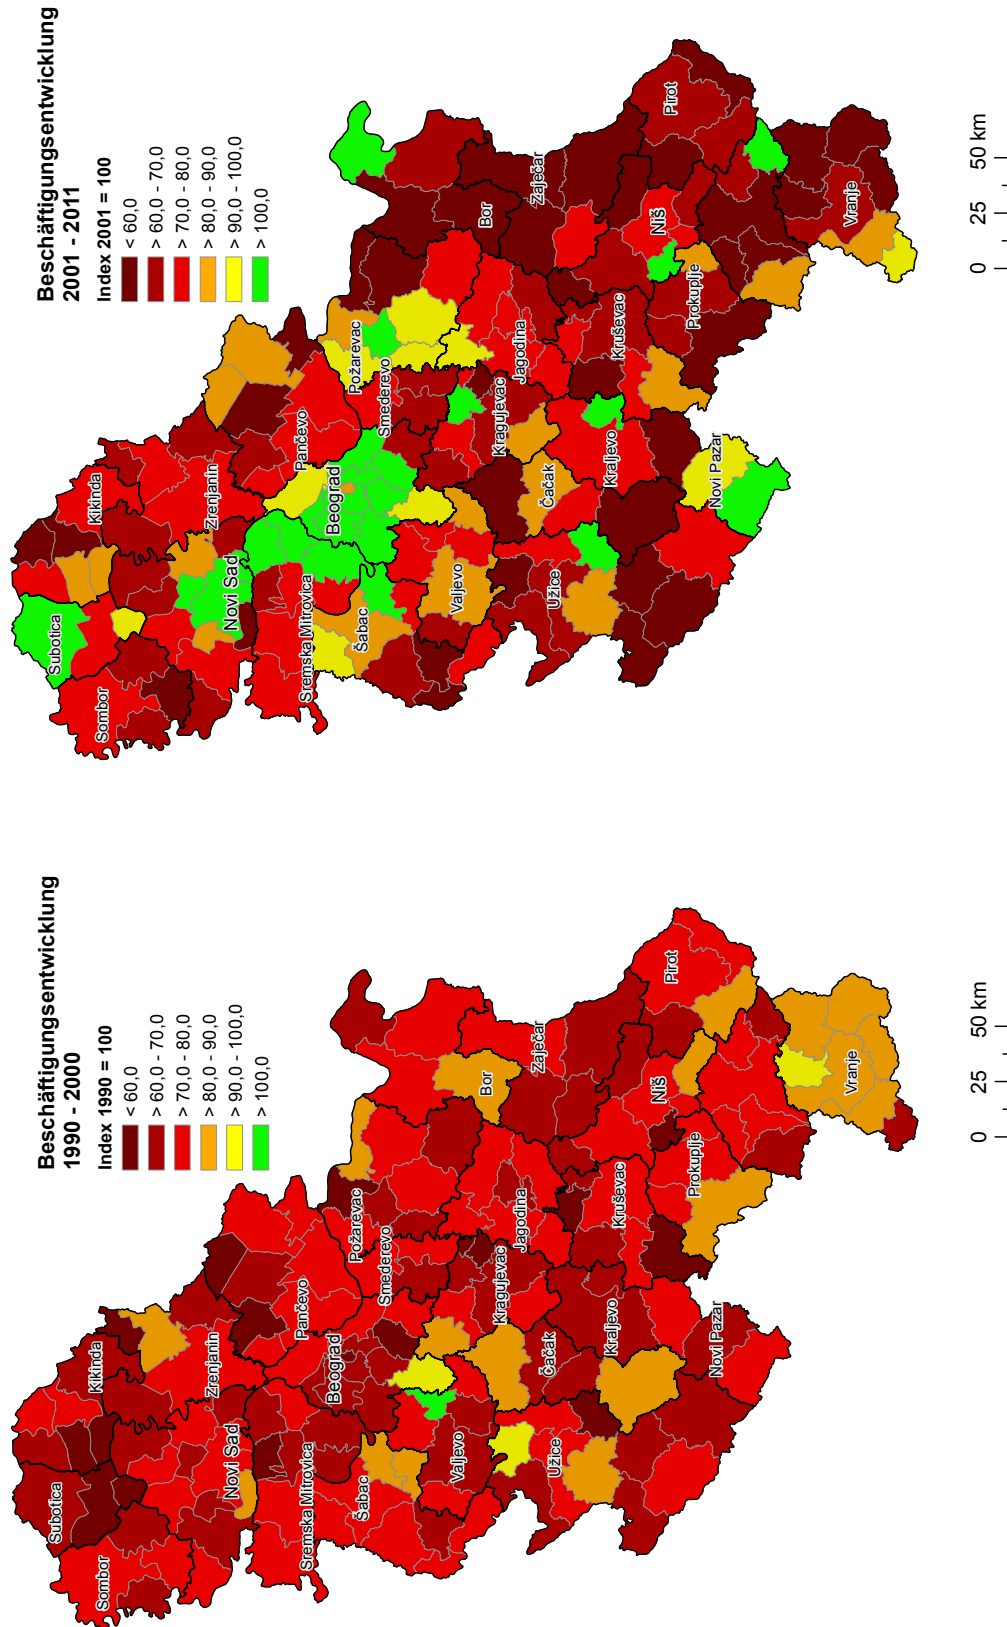 Beschäftigungsentwicklung
1990 - 2000
Index 1990 = 100
< 60,0
> 60,0 - 70,0
> 70,0 - 80,0
> 80,0 - 90,0
> 90,0 - 100,0
> 100,0
Subotica
Sombor
Kikinda
Novi Sad
Zrenjanin
Sremska Mitrovica
Pančevo
Beograd
Šabac
Požarevac
Smederevo
Valjevo
Bor
Kragujevac
Jagodina
Zaječar
Čačak
Užice
Kraljevo
Kruševac
Niš
Pirot
Prokuplje
Novi Pazar
Vranje
0 25 50 km
Beschäftigungsentwicklung
2001 - 2011
Index 2001 = 100
< 60,0
> 60,0 - 70,0
> 70,0 - 80,0
> 80,0 - 90,0
> 90,0 - 100,0
> 100,0
Subotica
Sombor
Kikinda
Novi Sad
Zrenjanin
Sremska Mitrovica
Pančevo
Beograd
Šabac
Požarevac
Smederevo
Valjevo
Bor
Kragujevac
Jagodina
Zaječar
Čačak
Užice
Kraljevo
Kruševac
Niš
Pirot
Prokuplje
Novi Pazar
Vranje
0 25 50 km